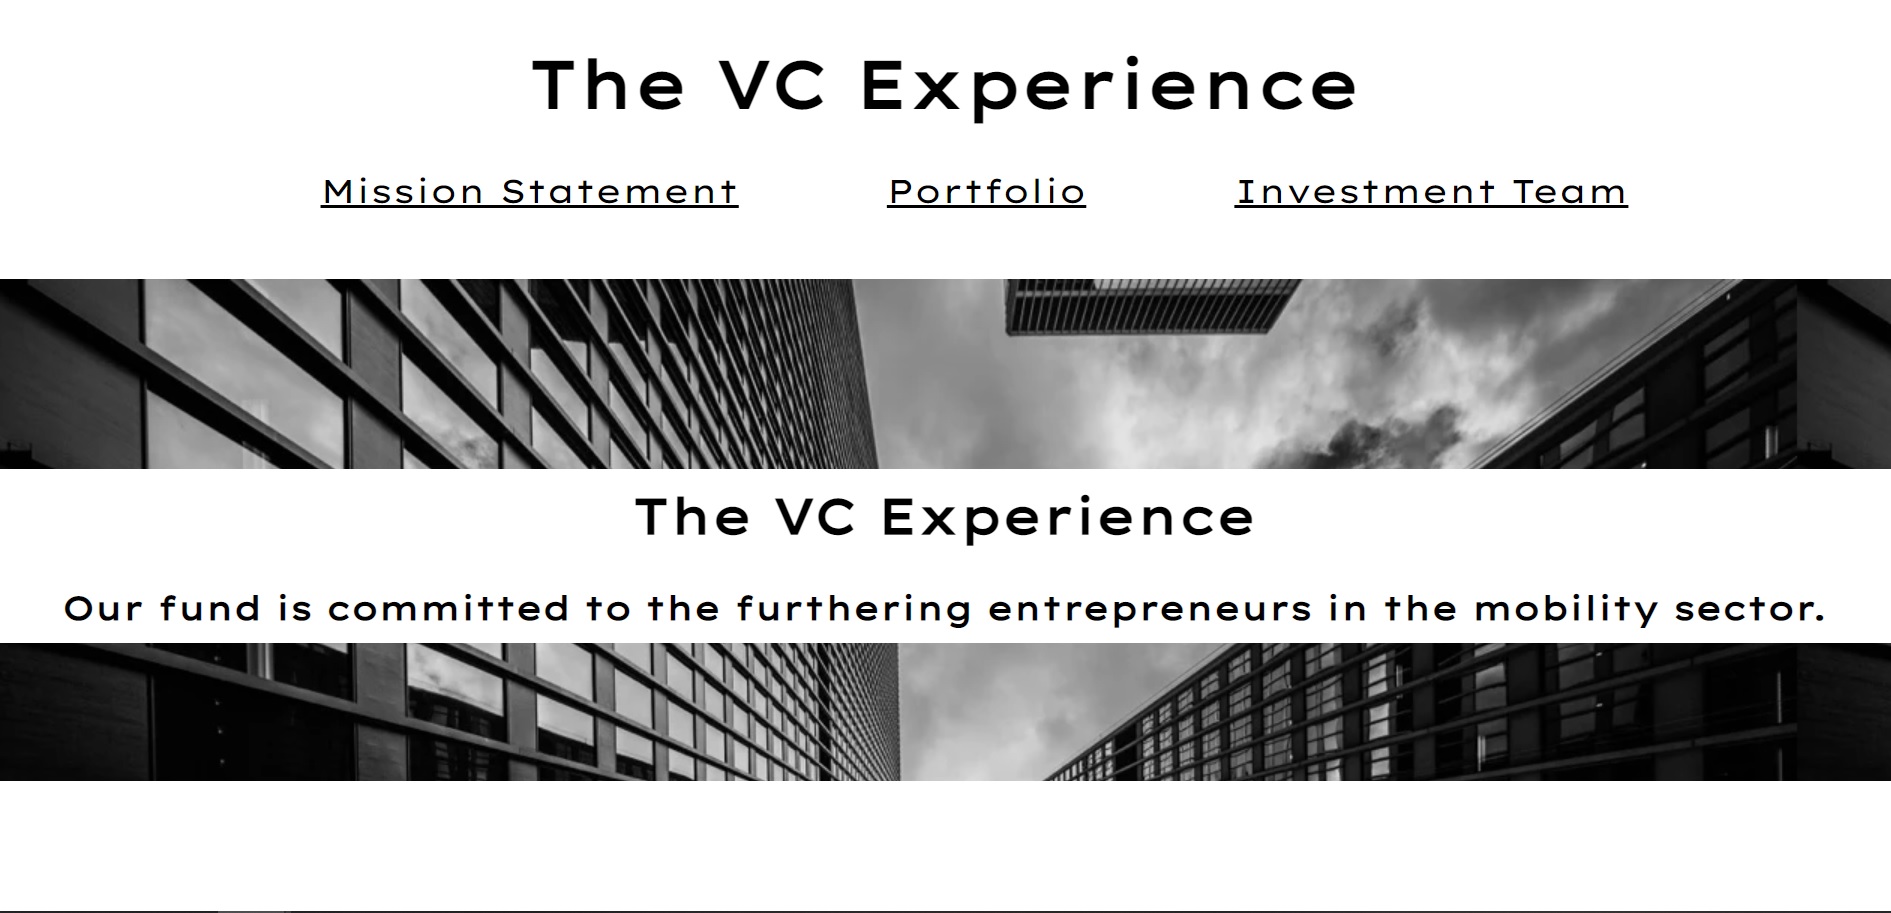 The VC Experience
Mission Statement Portfolio Investment Team
The VC Experience
Our fund is committed to the furthering entrepreneurs in the mobility sector.